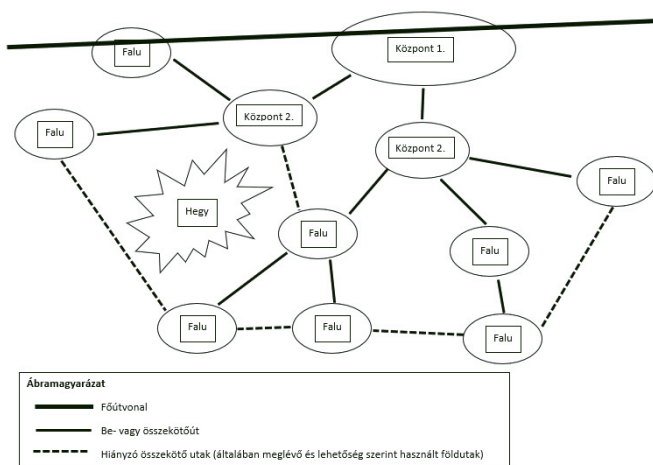 Falu
Központ 1.
Központ 2.
Falu
Központ 2.
Falu
Hegy
Falu
Falu
Falu
Falu
Falu
Ábramagyarázat
Főútvonal
Be- vagy összekötőút
Hiányzó összekötő utak (általában meglévő és lehetőség szerint használt földutak)